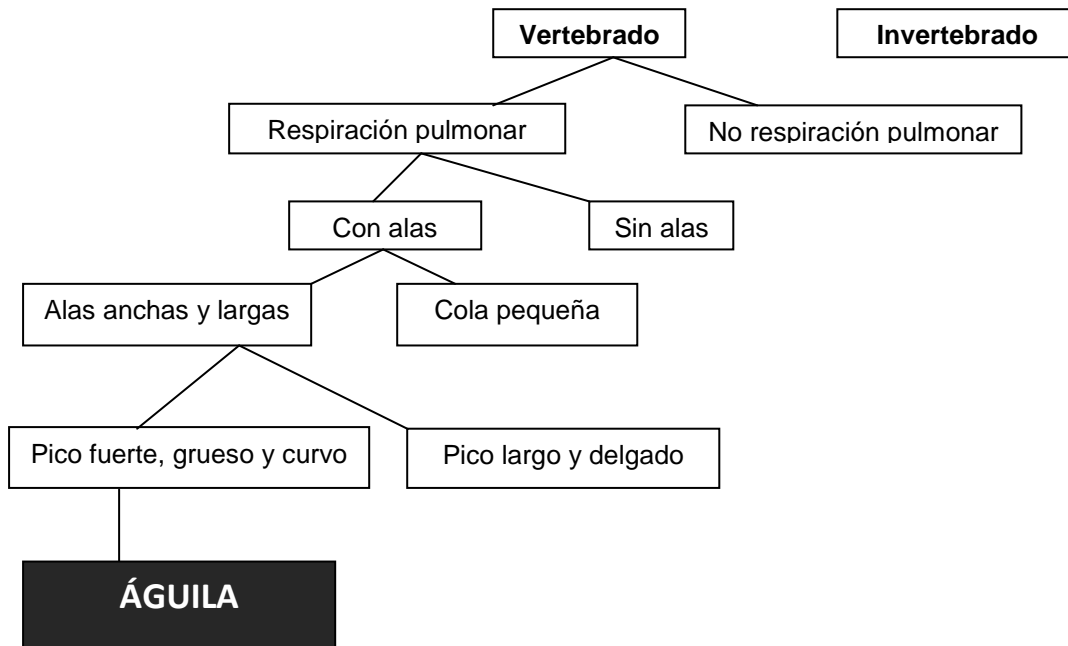 Vertebrado
Invertebrado
Respiración pulmonar
No respiración pulmonar
Con alas
Sin alas
Alas anchas y largas
Cola pequeña
Pico fuerte, grueso y curvo
Pico largo y delgado
ÁGUILA